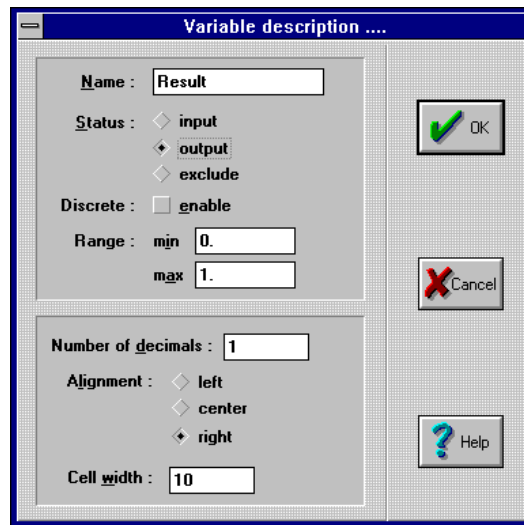 Variable description ....
Name : Result
Status : input
output
exclude
Discrete : enable
Range : min 0.
max 1.
Number of decimals : 1
Alignment : left
center
right
Cell width : 10
OK
Cancel
Help